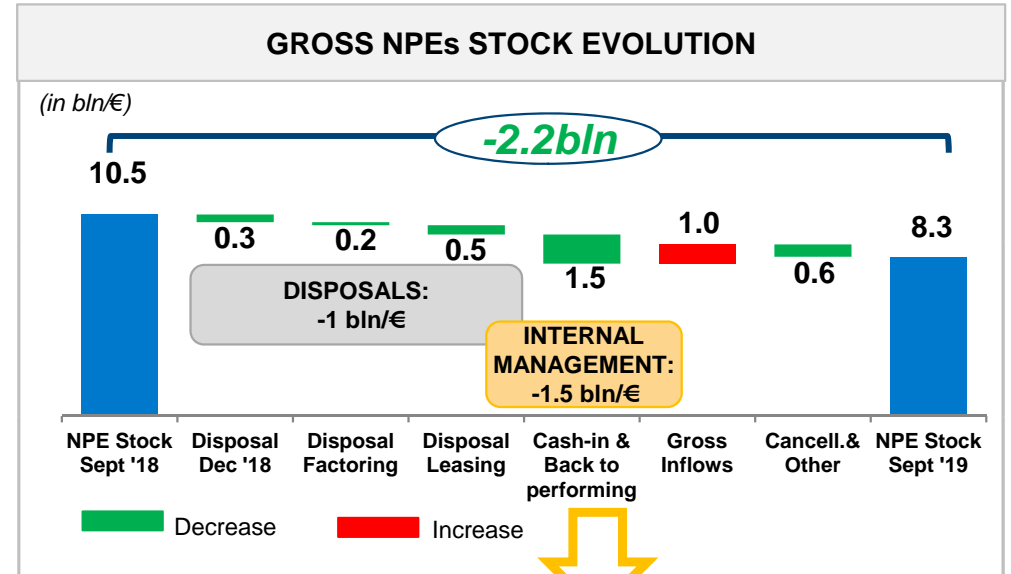 GROSS NPEs STOCK EVOLUTION
(in bln/€)
-2.2bln
10.5
0.3
0.2
0.5
1.5
1.0
0.6
8.3
DISPOSALS:
-1 bln/€
INTERNAL
MANAGEMENT:
-1.5 bln/€
NPE Stock
Sept '18
Disposal
Dec '18
Disposal
Factoring
Disposal
Leasing
Cash-in &
Back to
performing
Gross
Inflows
Cancell.&
Other
NPE Stock
Sept '19
Decrease
Increase